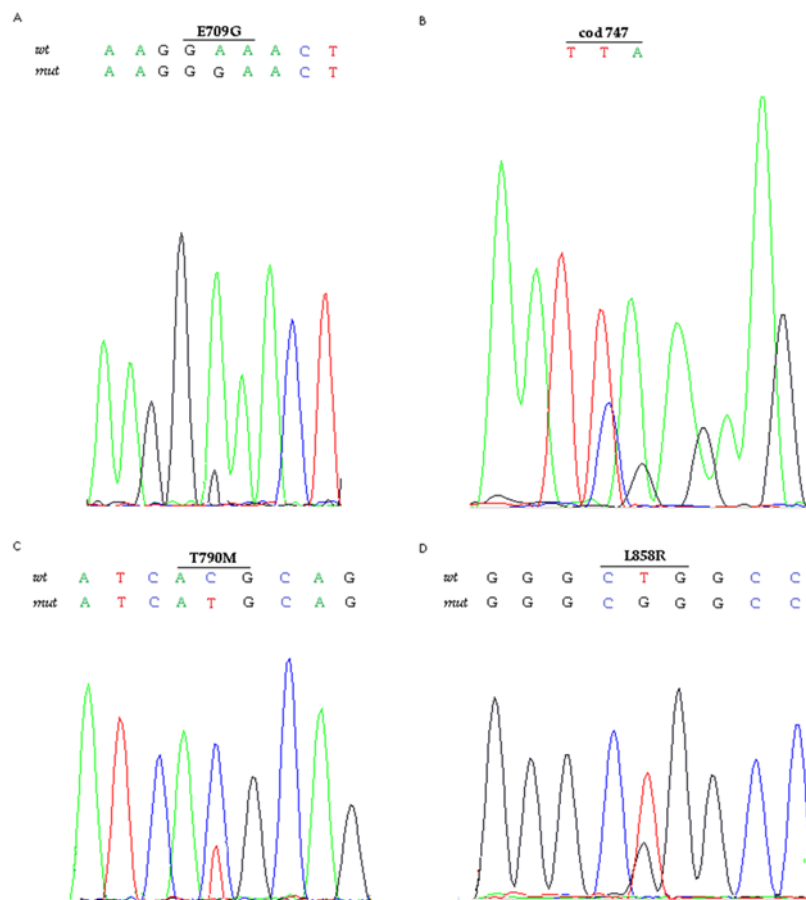 A
E709G
wt A A G G A A A C T
mut A A G G G A A C T
B
cod 747
T T A
C
T790M
wt A T C A C G C A G
mut A T C A T G C A G
D
L858R
wt G G G C T G G C C
mut G G G C G G G C C